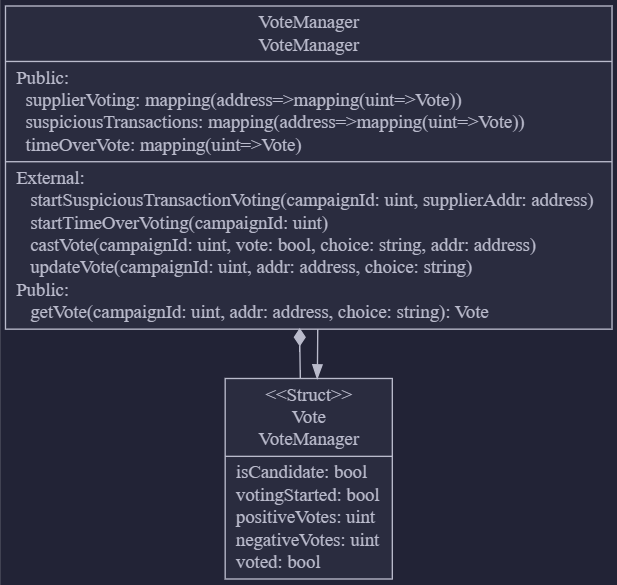 VoteManager
VoteManager
Public:
supplierVoting: mapping(address=>mapping(uint=>Vote))
suspiciousTransactions: mapping(address=>mapping(uint=>Vote))
timeOverVote: mapping(uint=>Vote)
External:
startSuspiciousTransactionVoting(campaignId: uint, supplierAddr: address)
startTimeOverVoting(campaignId: uint)
castVote(campaignId: uint, vote: bool, choice: string, addr: address)
updateVote(campaignId: uint, addr: address, choice: string)
Public:
getVote(campaignId: uint, addr: address, choice: string): Vote
<<Struct>>
Vote
VoteManager
isCandidate: bool
votingStarted: bool
positiveVotes: uint
negativeVotes: uint
voted: bool